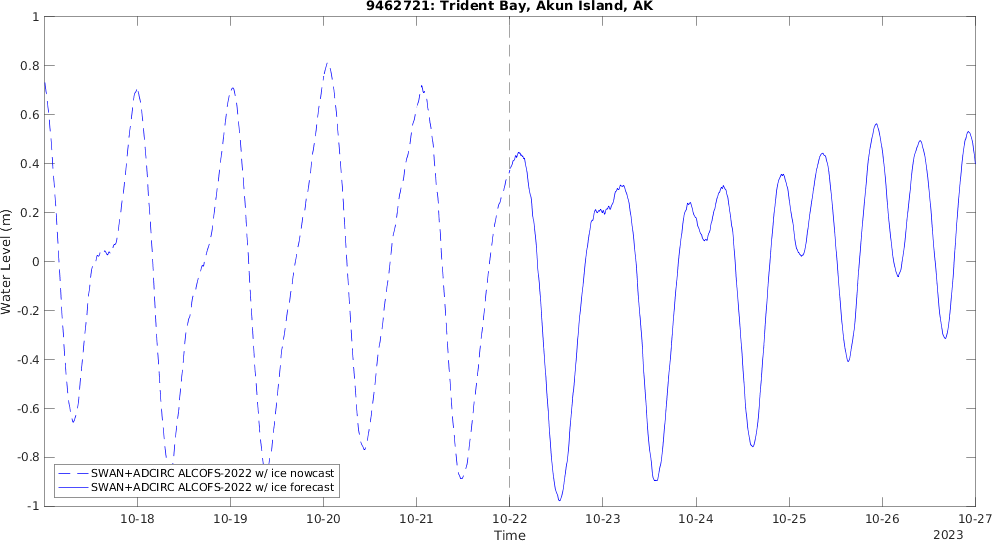 9462721: Trident Bay, Akun Island, AK
1
0.8
0.6
0.4
0.2
0
-0.2
-0.4
-0.6
-0.8
-1
Water Level (m)
SWAN+ADCIRC ALCOFS-2022 w/ ice nowcast
SWAN+ADCIRC ALCOFS-2022 w/ ice forecast
10-18 10-19 10-20 10-21 10-22 10-23 10-24 10-25 10-26 10-27
Time
2023